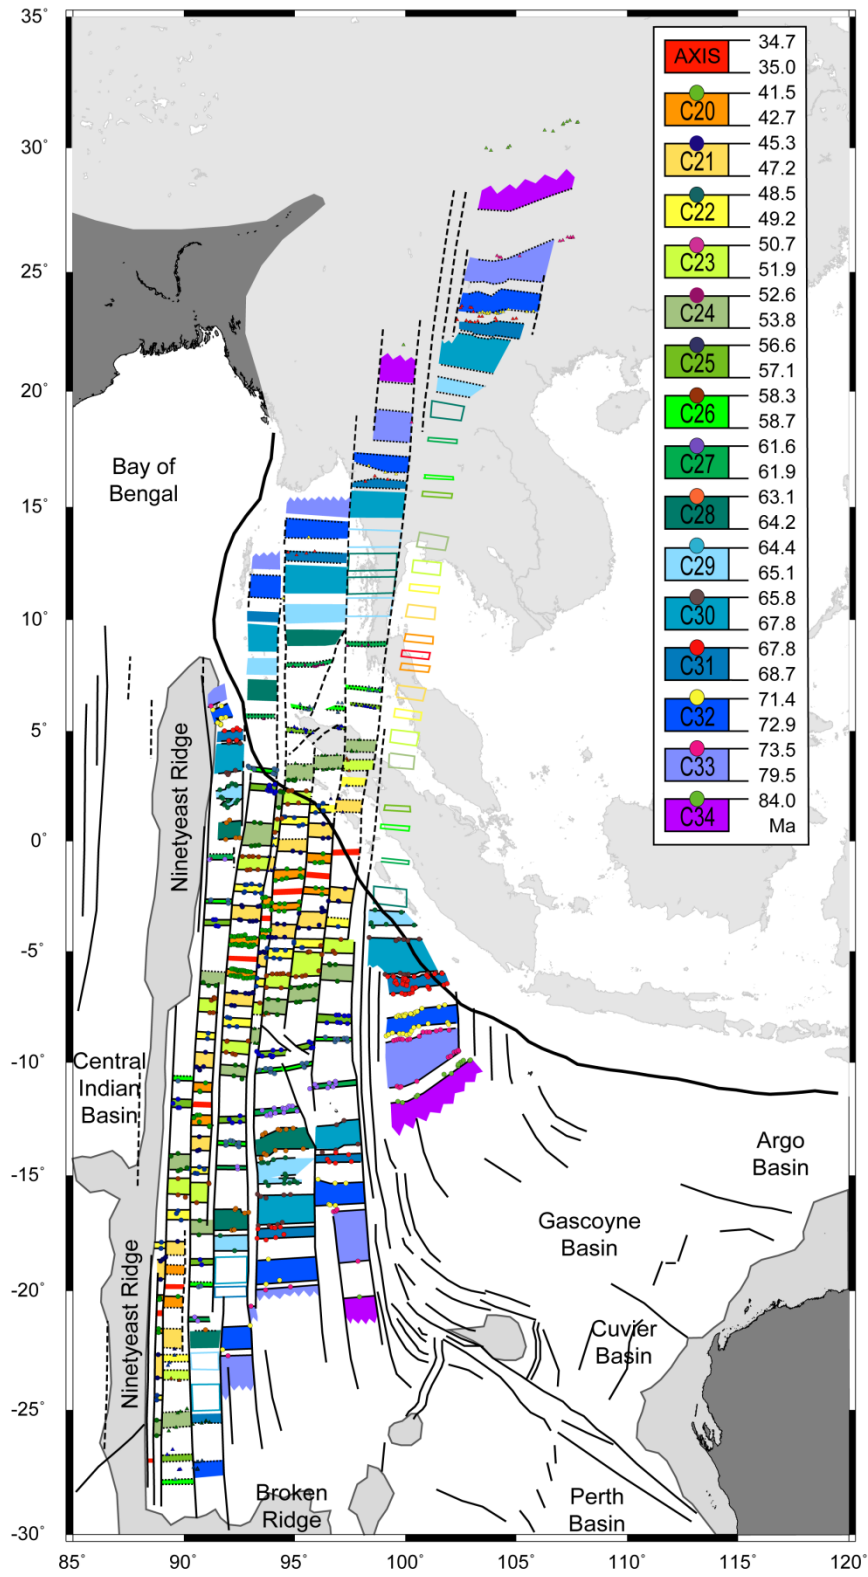 35°
30°
25°
20°
15°
10°
5°
0°
-5°
-10°
-15°
-20°
-25°
-30°
85°
90°
95°
100°
105°
110°
115°
120°
AXIS
34.7
35.0
C20
41.5
42.7
C21
45.3
47.2
C22
48.5
49.2
C23
50.7
51.9
C24
52.6
53.8
C25
56.6
57.1
C26
58.3
58.7
C27
61.6
61.9
C28
63.1
64.2
C29
64.4
65.1
C30
65.8
67.8
C31
67.8
68.7
C32
71.4
72.9
C33
73.5
79.5
C34
84.0
Ma
Bay of
Bengal
Ninetyeast Ridge
Central
Indian
Basin
Ninetyeast Ridge
Argo
Basin
Gascoyne
Basin
Cuvier
Basin
Broken
Ridge
Perth
Basin